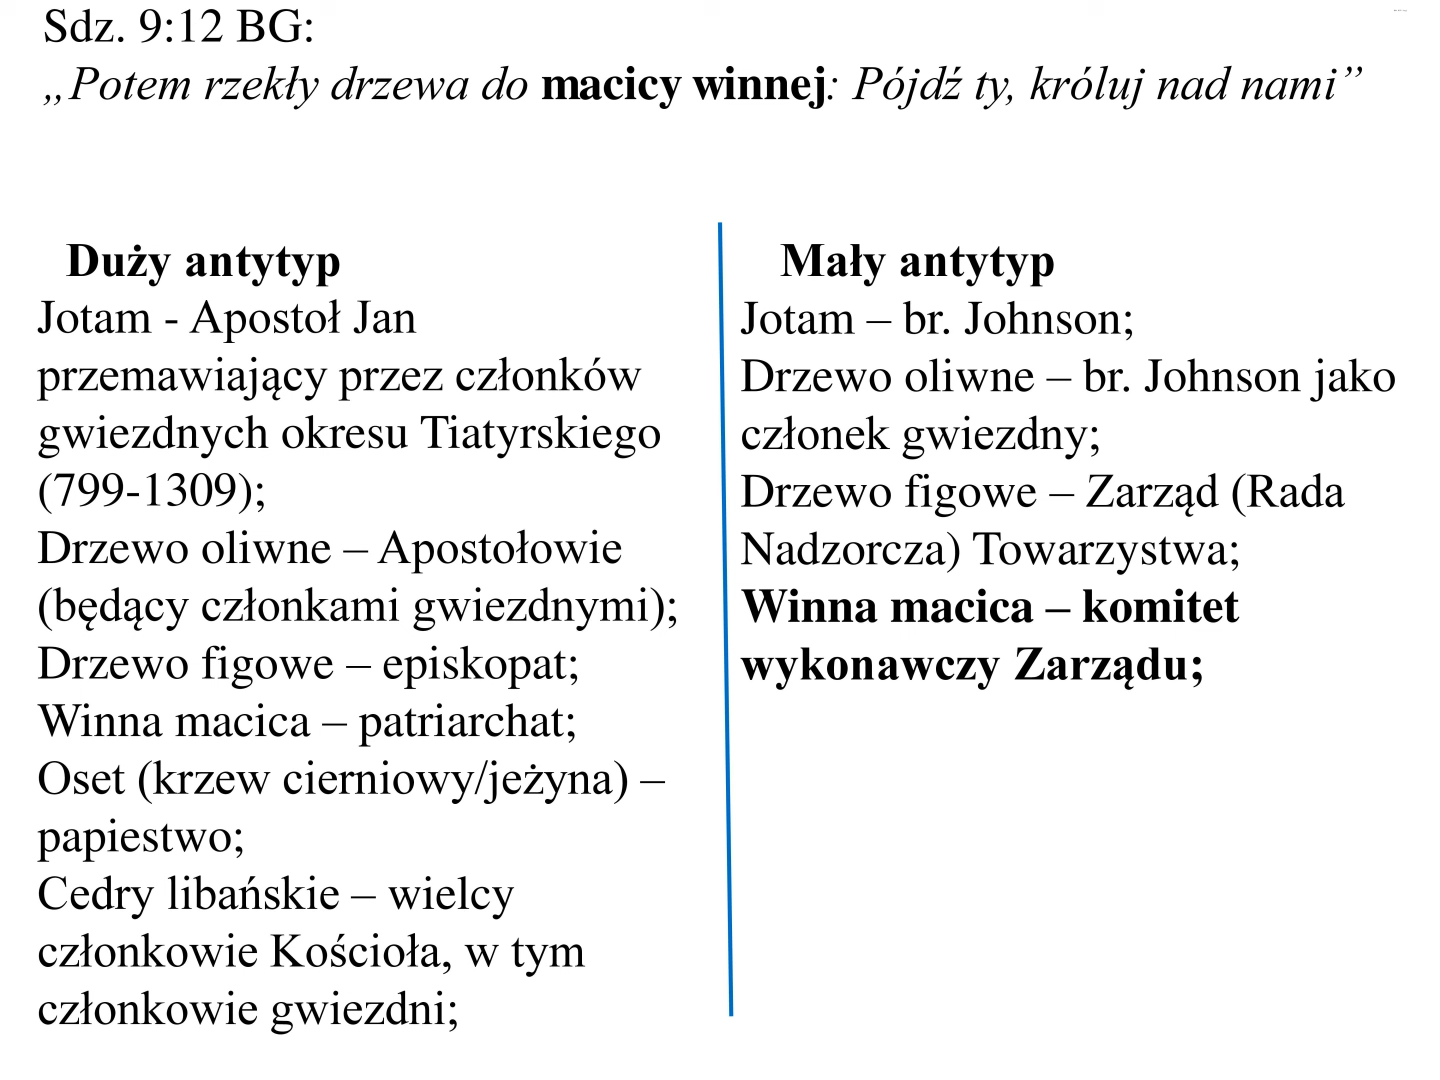 Sdz. 9:12 BG:
„Potem rzekły drzewa do macicy winnej: Pójdź ty, króluj nad nami”
Duży antytyp
Jotam - Apostoł Jan
przemawiający przez członków
gwiezdnych okresu Tiatyrskiego
(799-1309);
Drzewo oliwne – Apostołowie
(będący członkami gwiezdnymi);
Drzewo figowe – episkopat;
Winna macica – patriarchat;
Oset (krzew cierniowy/jeżyna) –
papiestwo;
Cedry libańskie – wielcy
członkowie Kościoła, w tym
członkowie gwiezdni;
Mały antytyp
Jotam – br. Johnson;
Drzewo oliwne – br. Johnson jako
członek gwiezdny;
Drzewo figowe – Zarząd (Rada
Nadzorcza) Towarzystwa;
Winna macica – komitet
wykonawczy Zarządu;